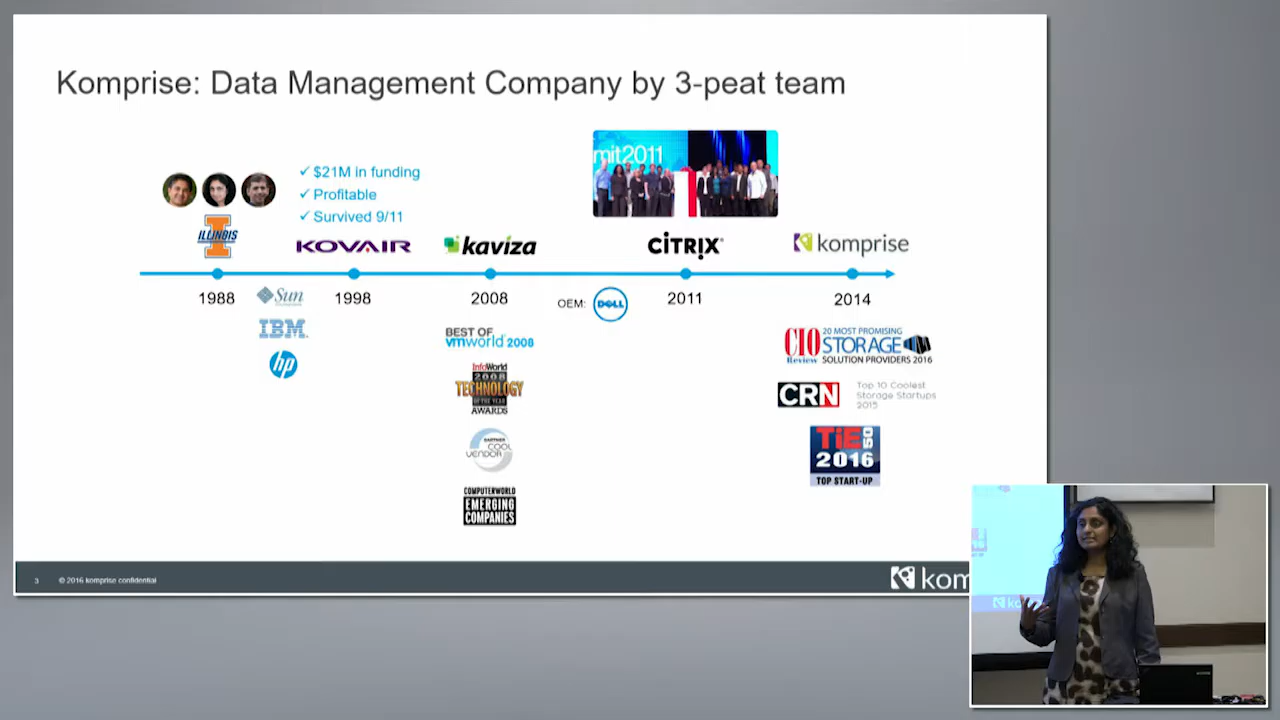 Komprise: Data Management Company by 3-peat team
✓ $21M in funding
✓ Profitable
✓ Survived 9/11
mit2011
ILLINOIS
KOVAIR
kaviza
CITRIX
komprise
1988
Sun
1998
2008
OEM: DELL
2011
2014
IBM
hp
BEST OF
vmworld 2008
InfoWorld
2008
TECHNOLOGY
OF THE YEAR
AWARDS
GARTNER
COOL
VENDOR
COMPUTERWORLD
EMERGING
COMPANIES
CIO
Review
20 MOST PROMISING
STORAGE
SOLUTION PROVIDERS 2016
CRN
Top 10 Coolest
Storage Startups
2015
TiE50
2016
TOP START-UP
3 © 2016 komprise confidential
kom